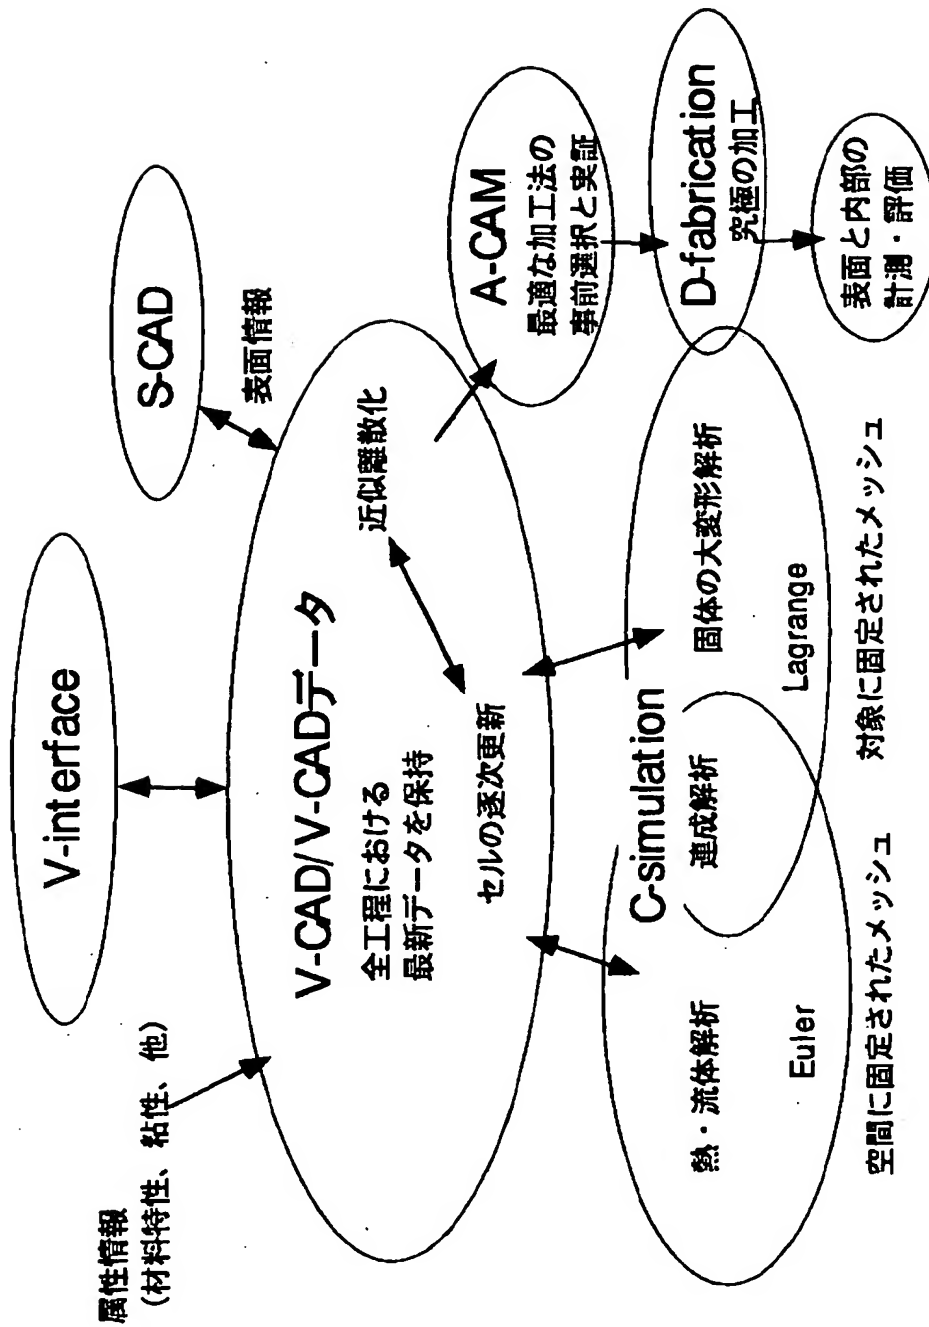 V-interface
S-CAD
属性情報
(材料特性、粘性、他)
表面情報
V-CAD/V-CADデータ
全工程における
最新データを保持
近似離散化
セルの逐次更新
A-CAM
最適な加工法の
事前選択と実証
C-simulation
熱・流体解析
連成解析
固体の大変形解析
Euler
Lagrange
空間に固定されたメッシュ
対象に固定されたメッシュ
D-fabrication
究極の加工
表面と内部の
計測・評価